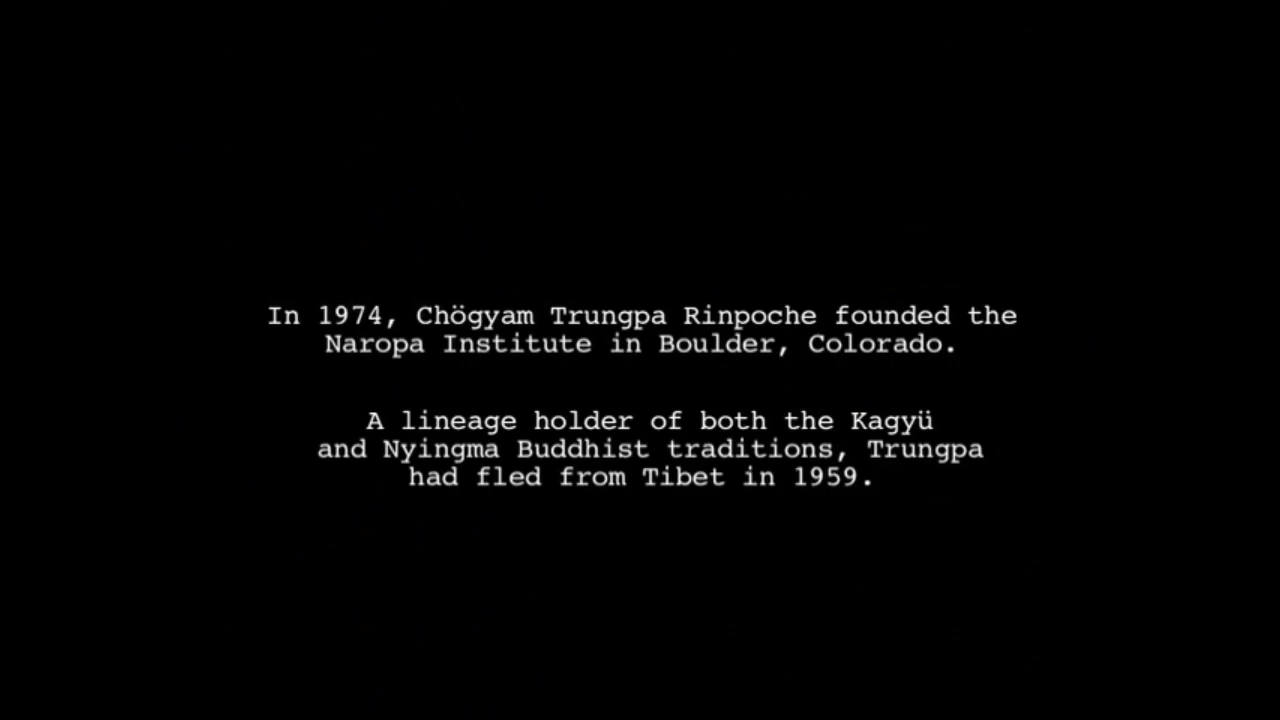 In 1974, Chögyam Trungpa Rinpoche founded the
Naropa Institute in Boulder, Colorado.
A lineage holder of both the Kagyü
and Nyingma Buddhist traditions, Trungpa
had fled from Tibet in 1959.